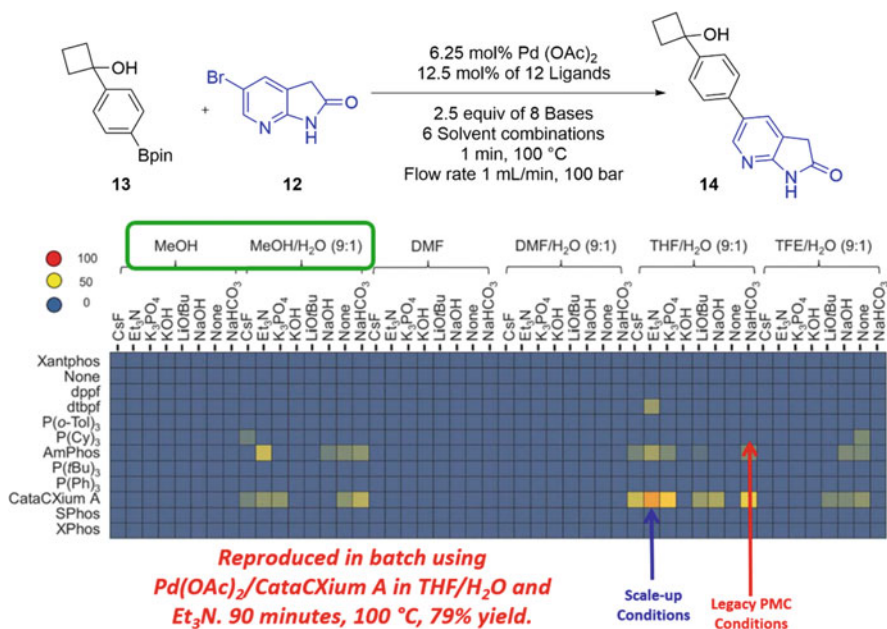 OH
Bpin
13
+
Br
N
N
H
O
12
6.25 mol% Pd (OAc)2
12.5 mol% of 12 Ligands
2.5 equiv of 8 Bases
6 Solvent combinations
1 min, 100 °C
Flow rate 1 mL/min, 100 bar
OH
N
N
H
O
14
100
50
0
MeOH
MeOH/H2O (9:1)
DMF
DMF/H2O (9:1)
THF/H2O (9:1)
TFE/H2O (9:1)
CsF Et3N K3PO4 KOH LiOtBu NaOH None NaHCO3 CsF Et3N K3PO4 KOH LiOtBu NaOH None NaHCO3 CsF Et3N K3PO4 KOH LiOtBu NaOH None NaHCO3 CsF Et3N K3PO4 KOH LiOtBu NaOH None NaHCO3 CsF Et3N K3PO4 KOH LiOtBu NaOH None NaHCO3 CsF Et3N K3PO4 KOH LiOtBu NaOH None NaHCO3
Xantphos
None
dppf
dtbpf
P(o-Tol)3
P(Cy)3
AmPhos
P(tBu)3
P(Ph)3
CataCXium A
SPhos
XPhos
Reproduced in batch using
Pd(OAc)2/CataCXium A in THF/H2O and
Et3N. 90 minutes, 100 °C, 79% yield.
Scale-up
Conditions
Legacy PMC
Conditions